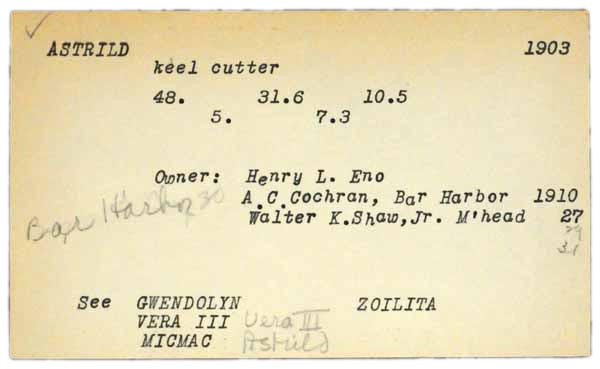 ASTRILD 1903
keel cutter
48. 31.6 10.5
5. 7.3
Owner: Henry L. Eno
A.C.Cochran, Bar Harbor 1910
Bar Harbor 30
Walter K.Shaw,Jr. M'head 27
29
31
See GWENDOLYN ZOILITA
VERA III Vera III
MICMAC Astrild